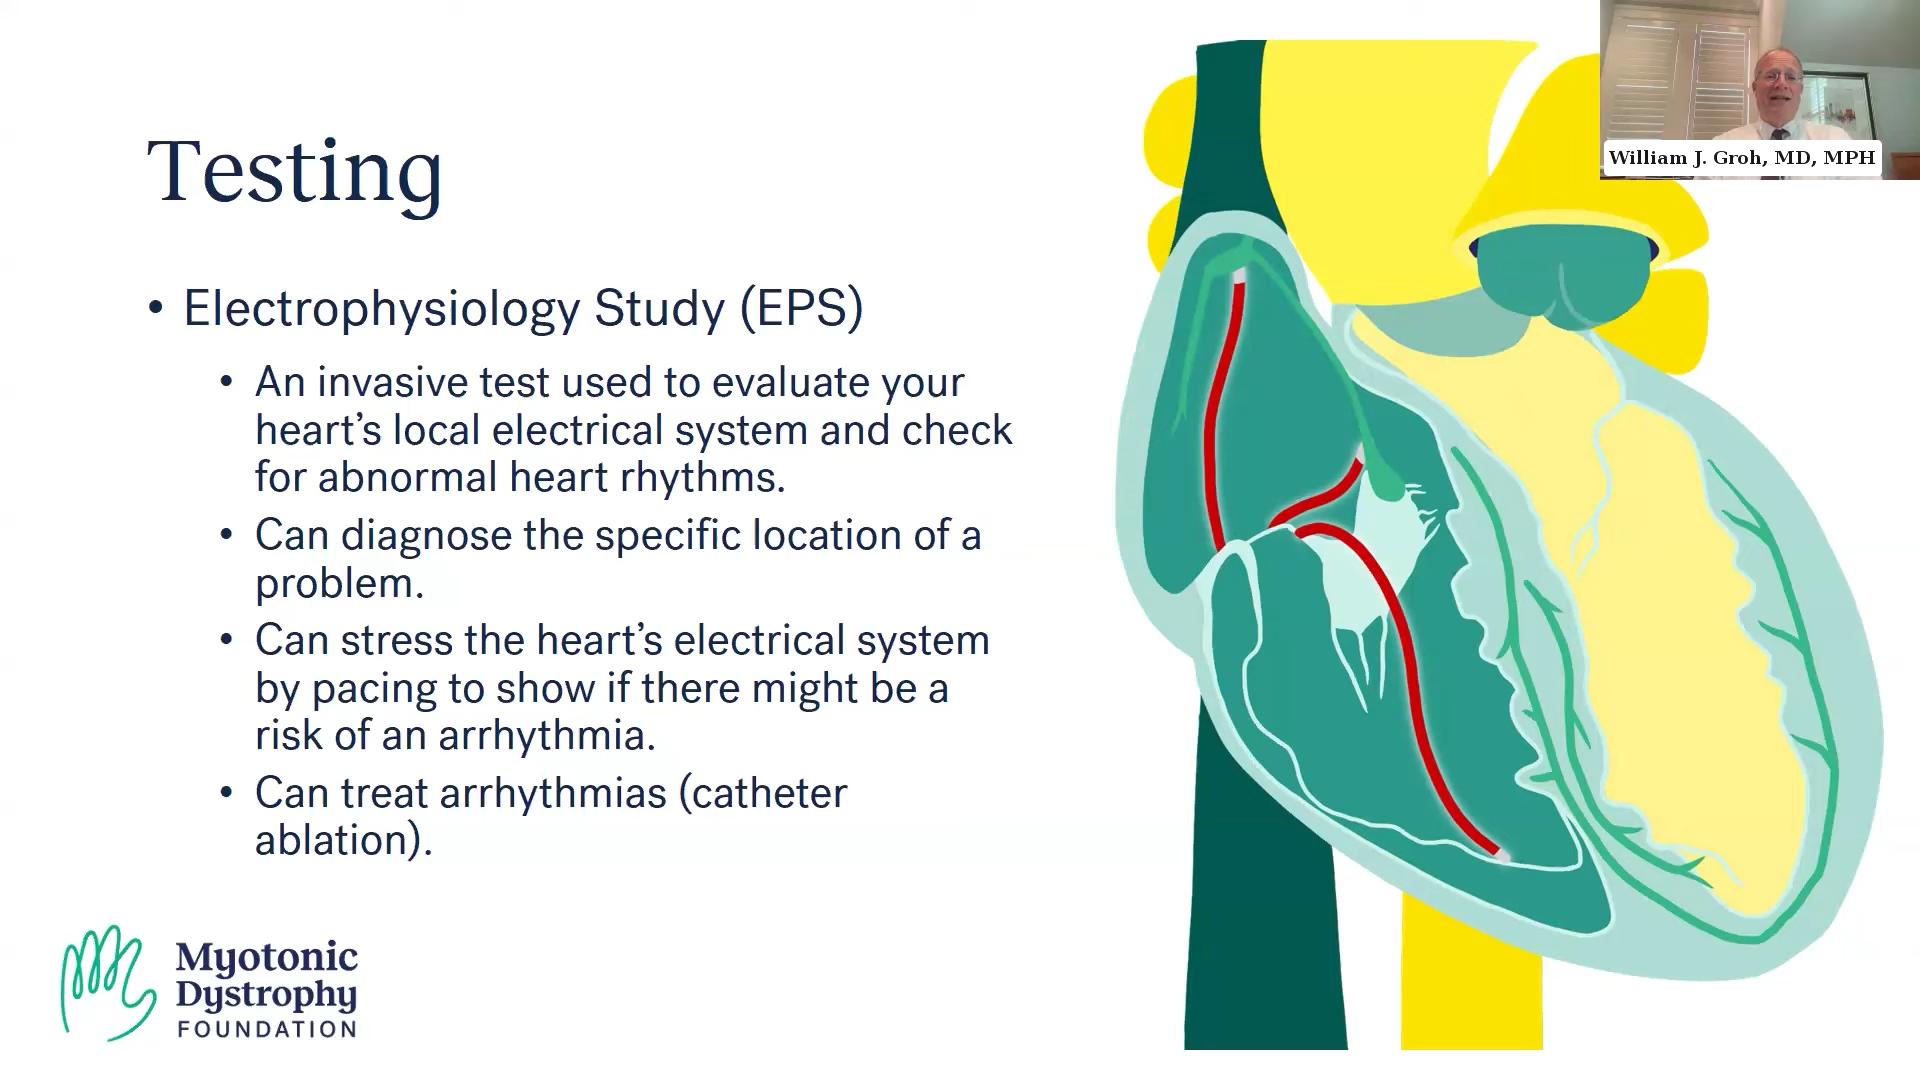 Testing
• Electrophysiology Study (EPS)
• An invasive test used to evaluate your
heart’s local electrical system and check
for abnormal heart rhythms.
• Can diagnose the specific location of a
problem.
• Can stress the heart’s electrical system
by pacing to show if there might be a
risk of an arrhythmia.
• Can treat arrhythmias (catheter
ablation).
Myotonic
Dystrophy
FOUNDATION
William J. Groh, MD, MPH